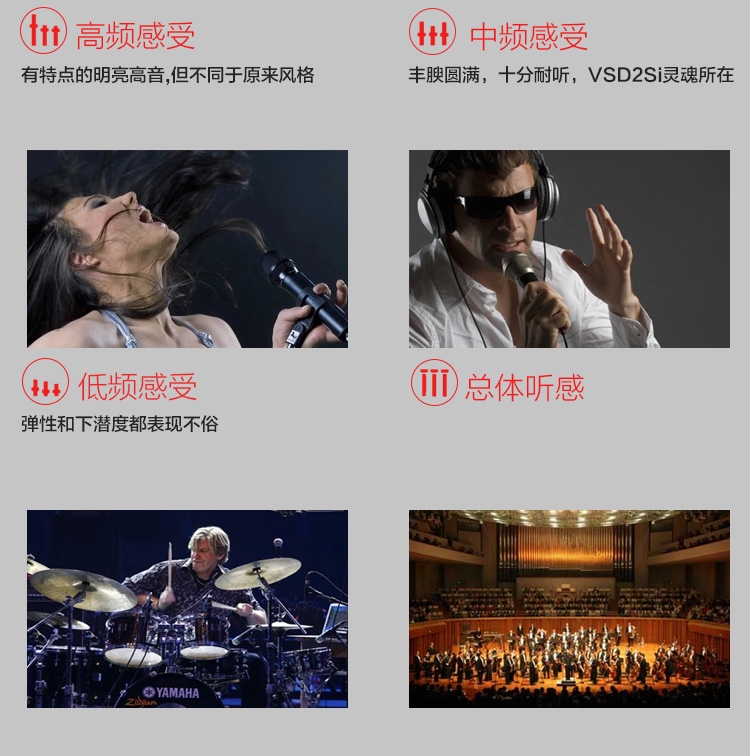 高频感受
有特点的明亮高音,但不同于原来风格
中频感受
丰腴圆满，十分耐听，VSD2Si灵魂所在
低频感受
弹性和下潜度都表现不俗
总体听感
YAMAHA
Zildjian